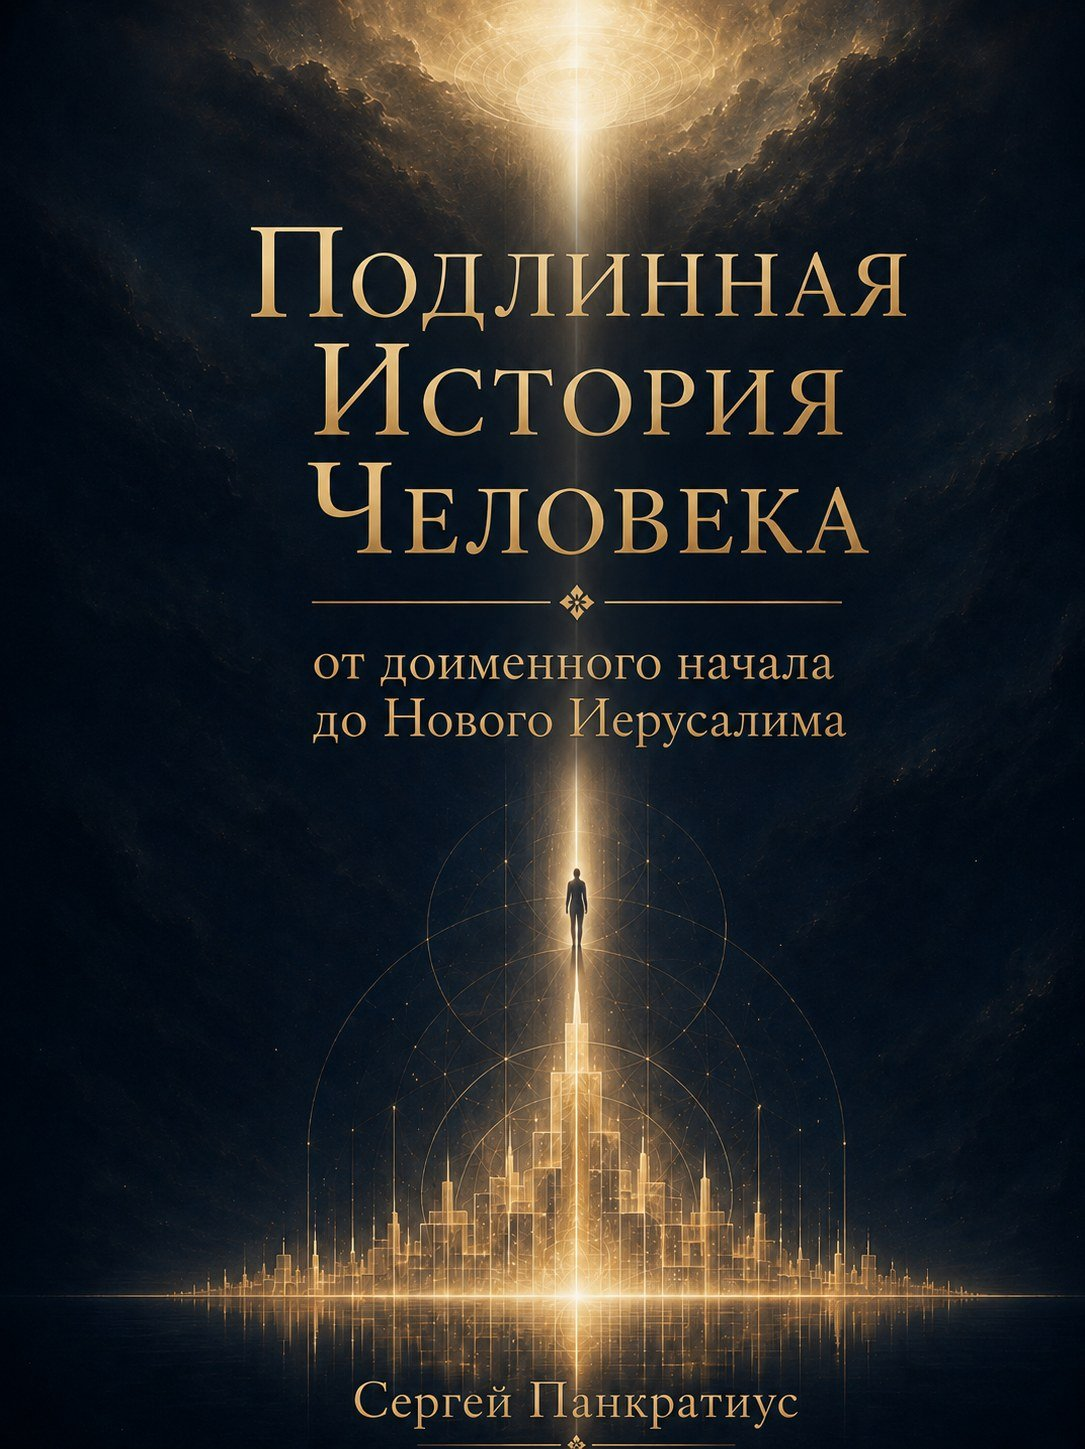 Подлинная
История
Человека
от доименного начала
до Нового Иерусалима
Сергей Панкратиус